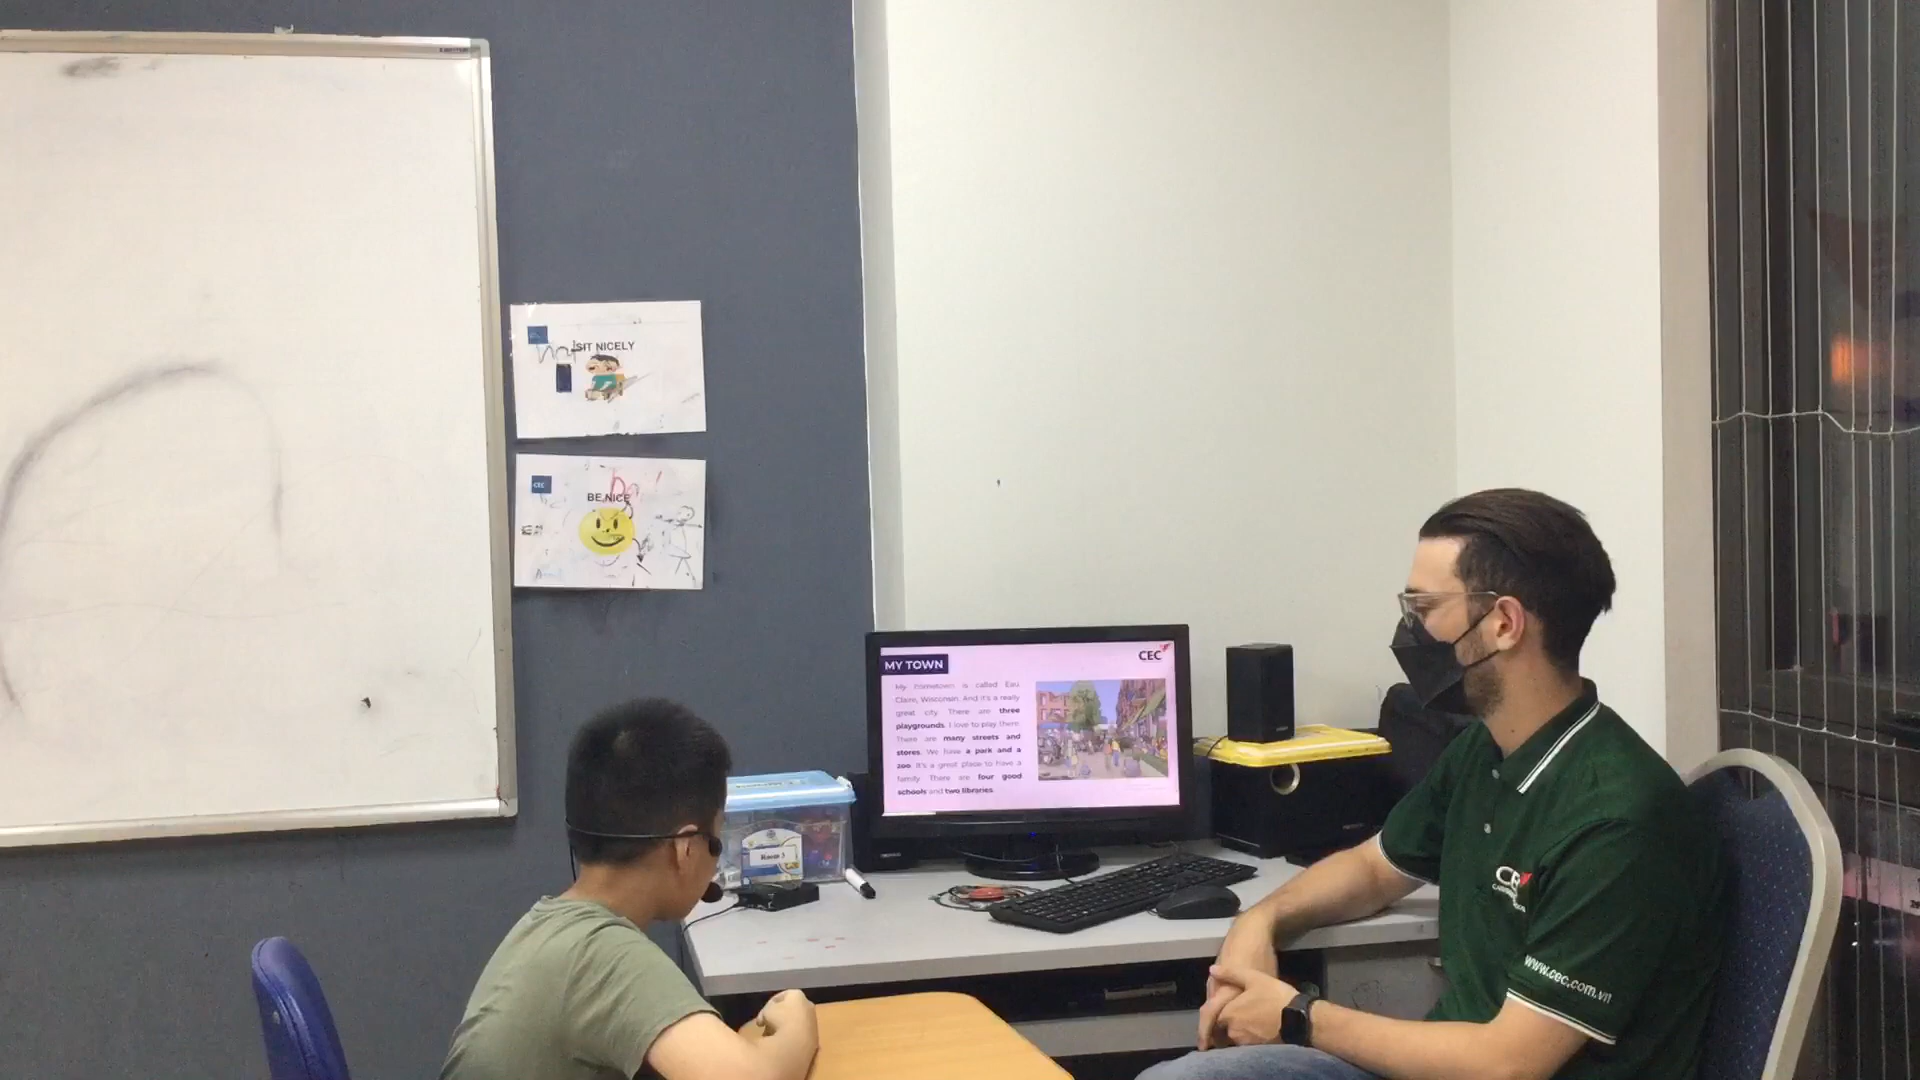 SIT NICELY
CEC
BE NICE
MY TOWN
CEC
My hometown is called Eau
Claire, Wisconsin. And it's a really
great city. There are three
playgrounds. I love to play there.
There are many streets and
stores. We have a park and a
zoo. It's a great place to have a
family. There are four good
schools and two libraries.
Room 3
www.cec.com.vn